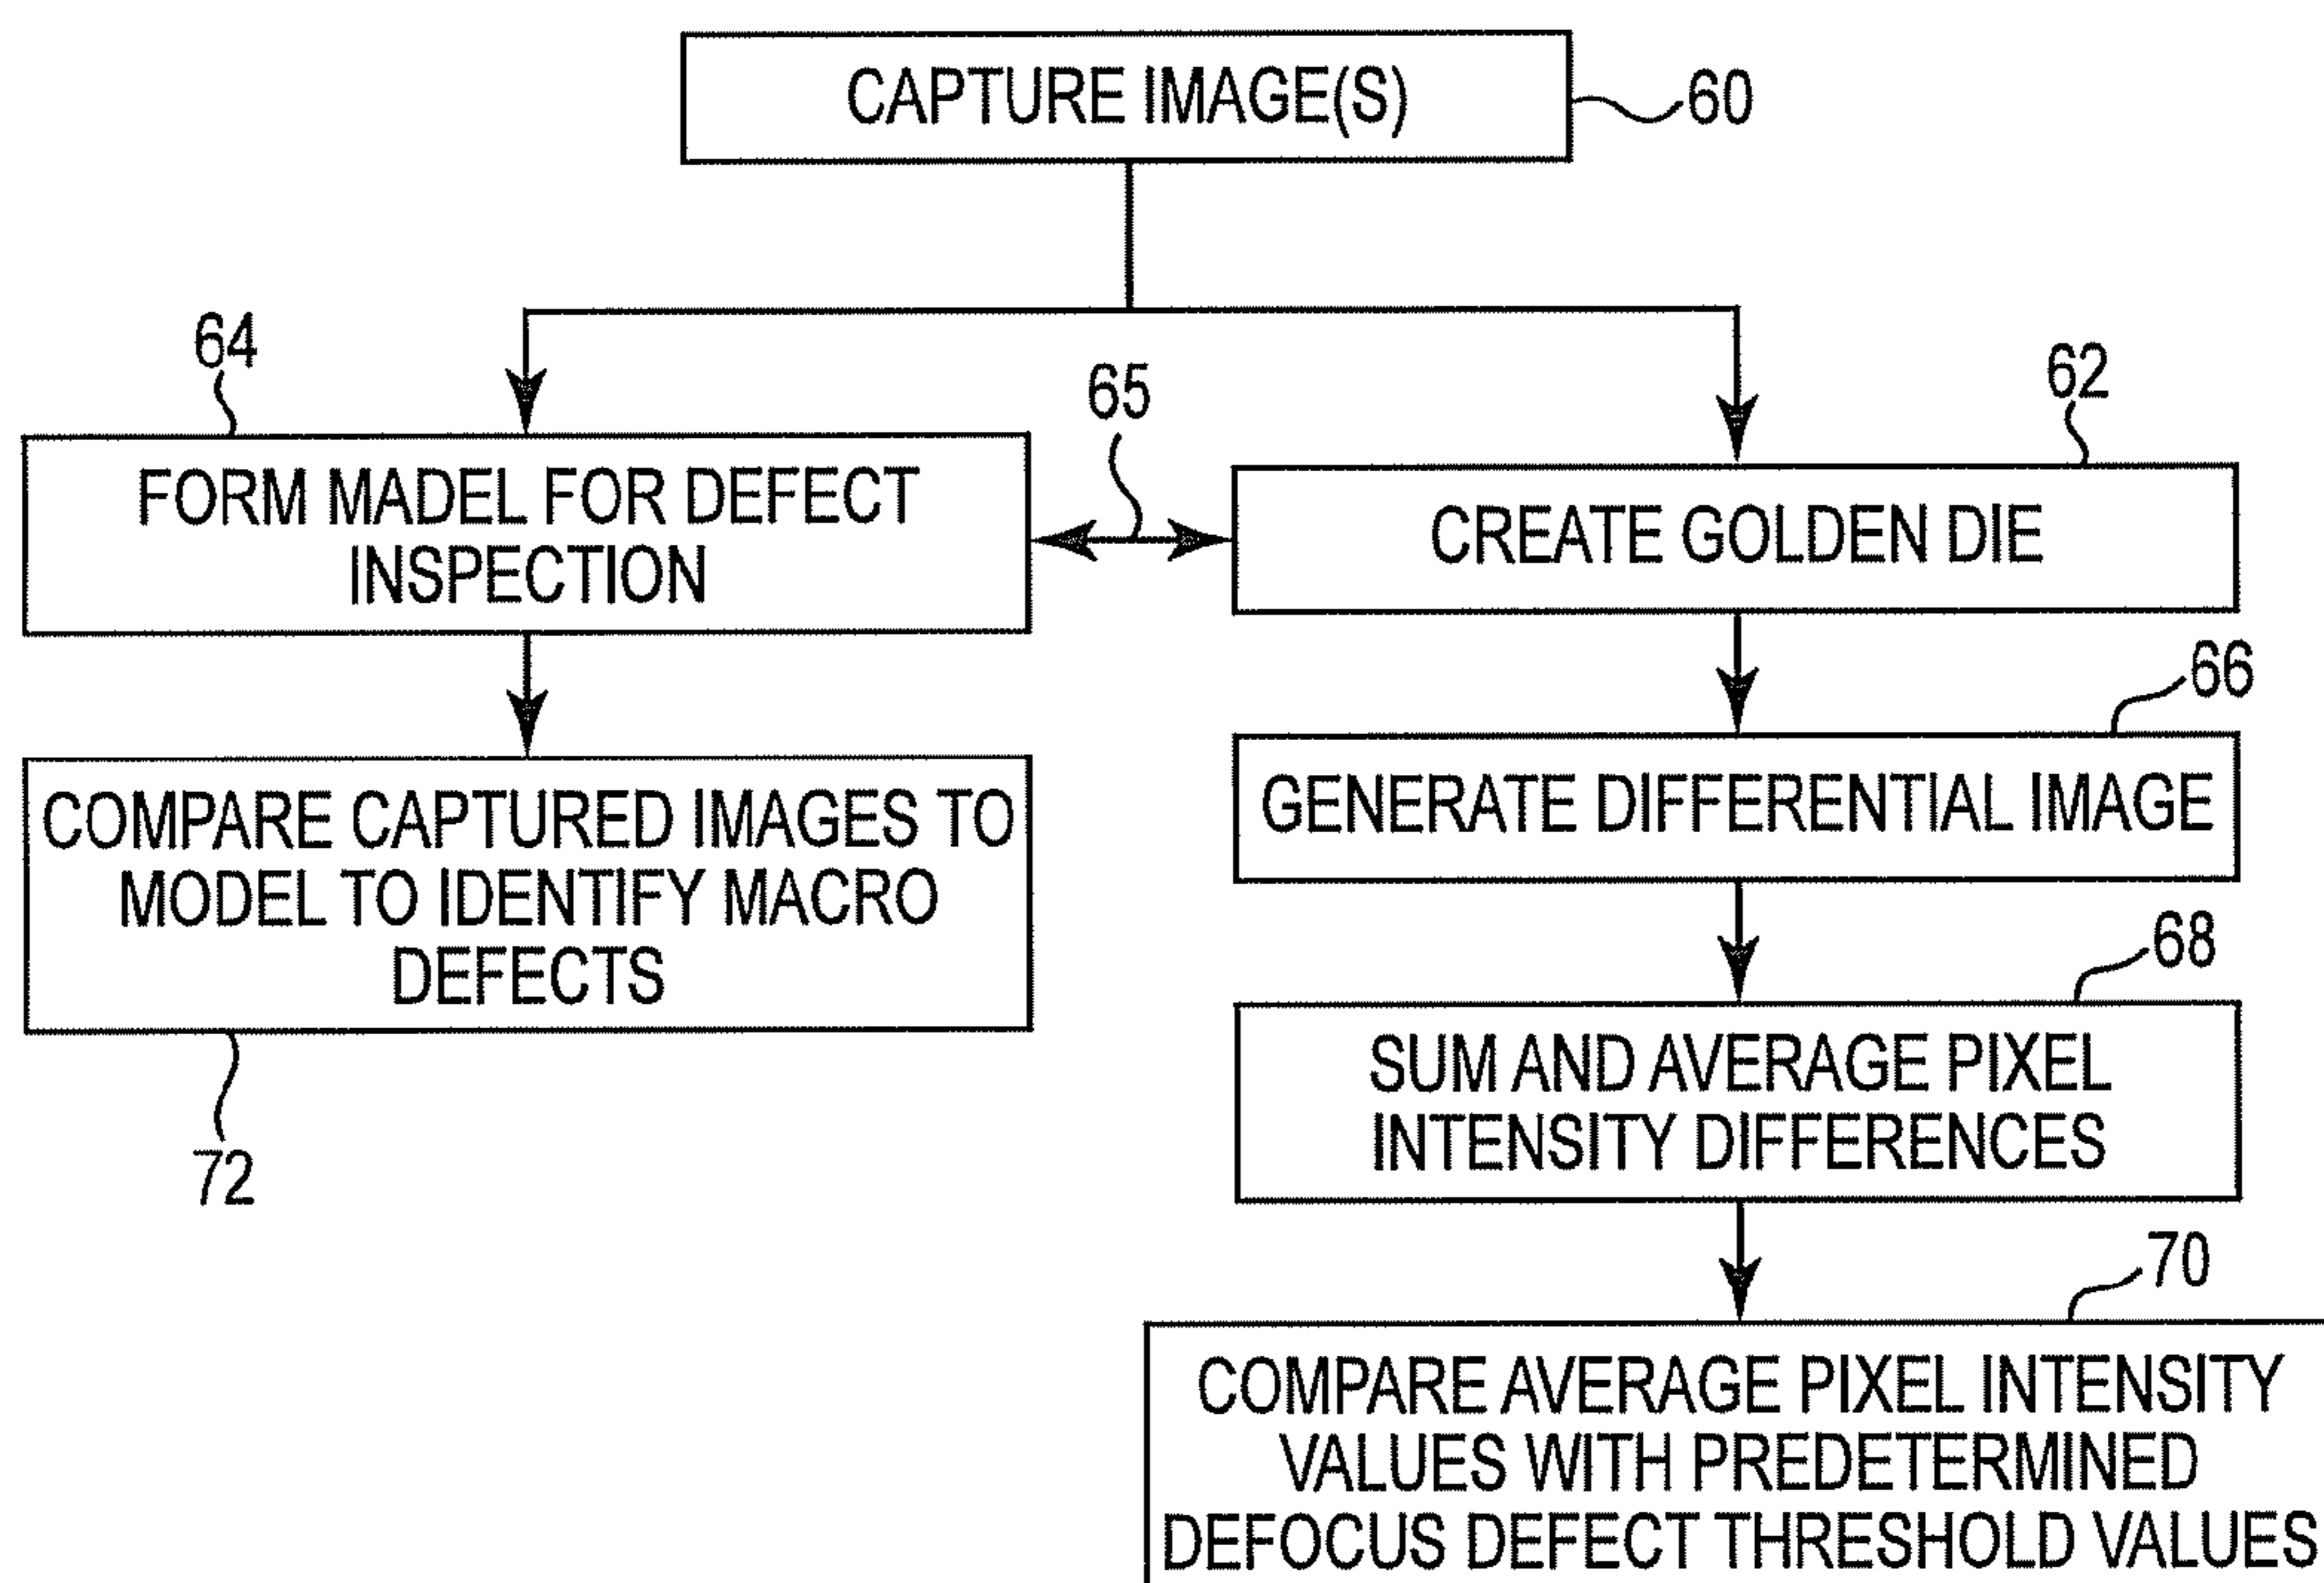 CAPTURE IMAGE(S)
60
64
65
62
FORM MADEL FOR DEFECT
INSPECTION
CREATE GOLDEN DIE
66
GENERATE DIFFERENTIAL IMAGE
COMPARE CAPTURED IMAGES TO
MODEL TO IDENTIFY MACRO
DEFECTS
72
68
SUM AND AVERAGE PIXEL
INTENSITY DIFFERENCES
70
COMPARE AVERAGE PIXEL INTENSITY
VALUES WITH PREDETERMINED
DEFOCUS DEFECT THRESHOLD VALUES